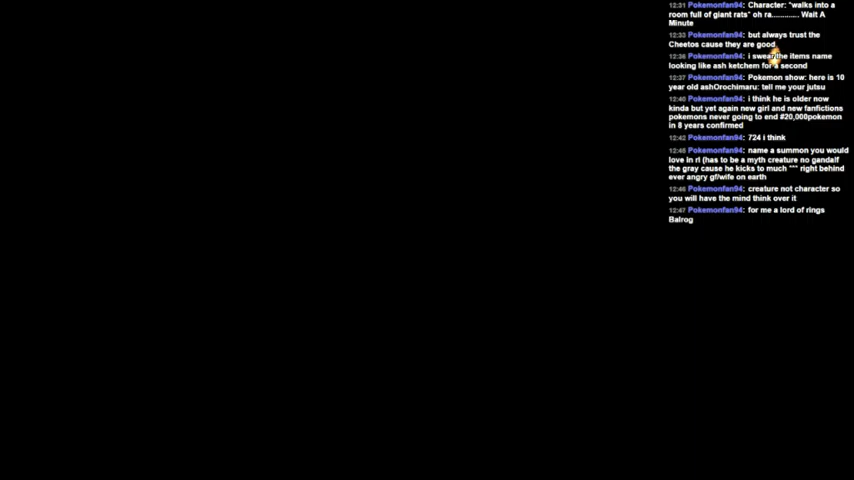 12:31 Pokemonfan94: Character: "walks into a
room full of giant rats" oh ra............. Wait A
Minute
12:33 Pokemonfan94: but always trust the
Cheetos cause they are good.
12:36 Pokemonfan94: i swear the items name
looking like ash ketchem for a second
12:37 Pokemonfan94: Pokemon show: here is 10
year old ashOrochimaru: tell me your jutsu
12:40 Pokemonfan94: i think he is older now
kinda but yet again new girl and new fanfictions
pokemons never going to end #20,000pokemon
in 8 years confirmed
12:42 Pokemonfan94: 724 i think
Pokemonfan94: name a summon you would
love in rl (has to be a myth creature no gandalf
the gray cause he kicks to much *** right behind
ever angry gf/wife on earth
12:46 Pokemonfan94: creature not character so
you will have the mind think over it
12:47 Pokemonfan94: for me a lord of rings
Balrog